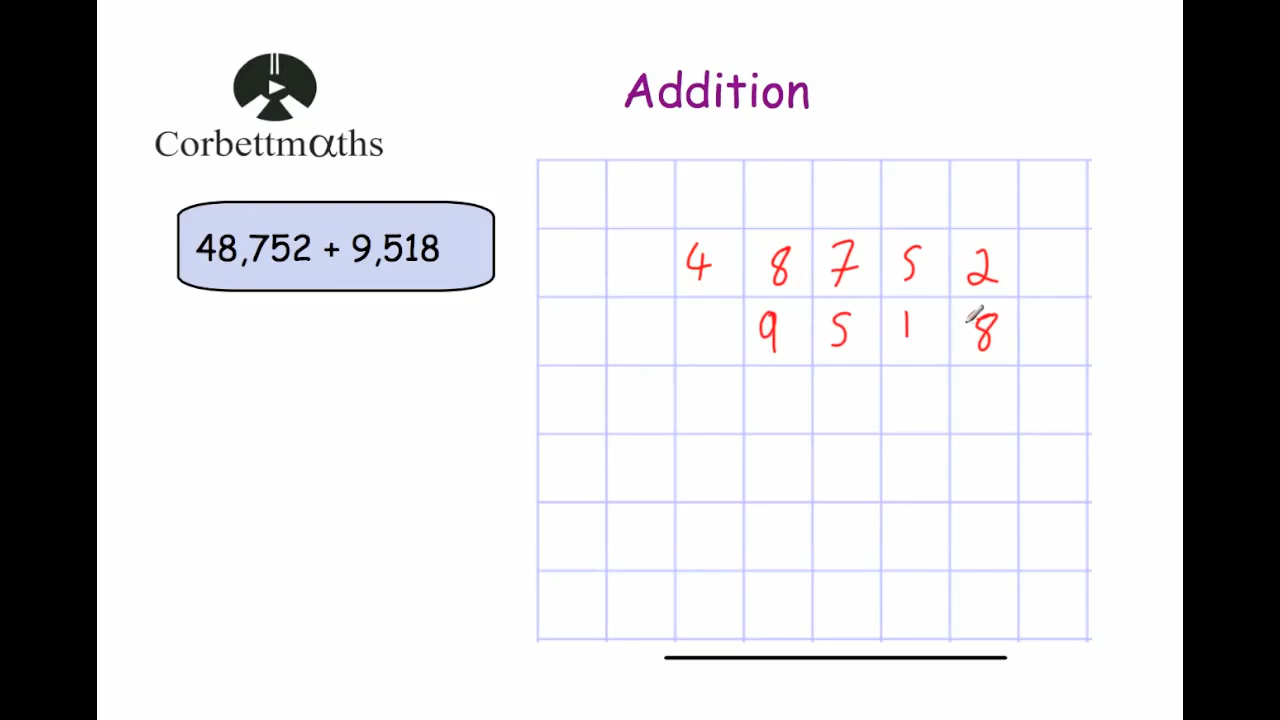 Corbettmαths
Addition
48,752 + 9,518
4 8 7 5 2
9 5 1 8